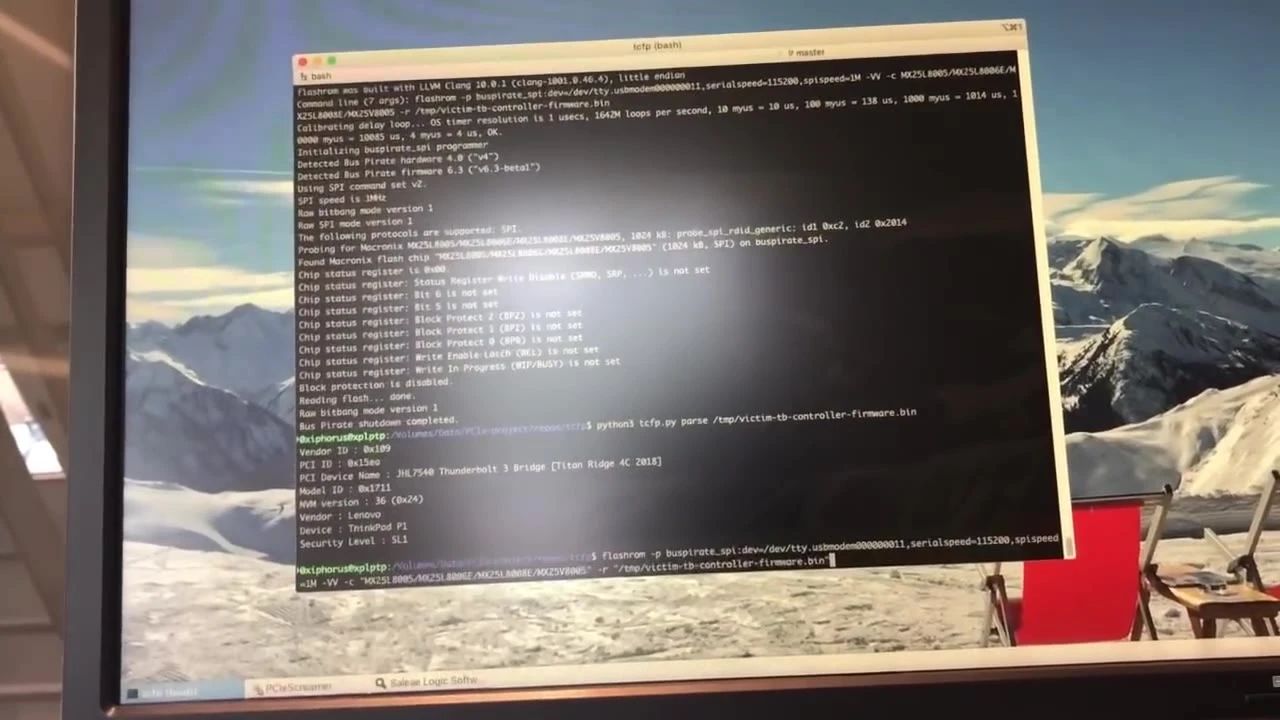 tcfp (bash)
⌥⌘1
bash
master
flashrom was built with LLVM Clang 10.0.1 (clang-1001.0.46.4), little endian
Command line (7 args): flashrom -p buspirate_spi:dev=/dev/tty.usbmodem000000011,serialspeed=115200,spispeed=1M -VV -c MX25L8005/MX25L8006E/M
X25L8008E/MX25V8005 -r /tmp/victim-tb-controller-firmware.bin
Calibrating delay loop... OS timer resolution is 1 usecs, 1642M loops per second, 10 myus = 10 us, 100 myus = 138 us, 1000 myus = 1014 us, 1
0000 myus = 10085 us, 4 myus = 4 us, OK.
Initializing buspirate_spi programmer
Detected Bus Pirate hardware 4.0 ("v4")
Detected Bus Pirate firmware 6.3 ("v6.3-beta1")
Using SPI command set v2.
SPI speed is 1MHz
Raw bitbang mode version 1
Raw SPI mode version 1
The following protocols are supported: SPI.
Probing for Macronix MX25L8005/MX25L8006E/MX25L8008E/MX25V8005, 1024 kB: probe_spi_rdid_generic: id1 0xc2, id2 0x2014
Found Macronix flash chip "MX25L8005/MX25L8006E/MX25L8008E/MX25V8005" (1024 kB, SPI) on buspirate_spi.
Chip status register is 0x00.
Chip status register: Status Register Write Disable (SRWD, SRP, ...) is not set
Chip status register: Bit 6 is not set
Chip status register: Bit 5 is not set
Chip status register: Block Protect 2 (BP2) is not set
Chip status register: Block Protect 1 (BP1) is not set
Chip status register: Block Protect 0 (BP0) is not set
Chip status register: Write Enable Latch (WEL) is not set
Chip status register: Write In Progress (WIP/BUSY) is not set
Block protection is disabled.
Reading flash... done.
Raw bitbang mode version 1
Bus Pirate shutdown completed.
0xiphorus@xplptp:/Volumes/Data/PCIe-project/repos/tcfp$ python3 tcfp.py parse /tmp/victim-tb-controller-firmware.bin
Vendor ID : 0x109
PCI ID : 0x15ea
PCI Device Name : JHL7540 Thunderbolt 3 Bridge [Titan Ridge 4C 2018]
Model ID : 0x1711
NVM version : 36 (0x24)
Vendor : Lenovo
Device : ThinkPad P1
Security Level : SL1
0xiphorus@xplptp:/Volumes/Data/PCIe-project/repos/tcfp$ flashrom -p buspirate_spi:dev=/dev/tty.usbmodem000000011,serialspeed=115200,spispeed
=1M -VV -c "MX25L8005/MX25L8006E/MX25L8008E/MX25V8005" -r "/tmp/victim-tb-controller-firmware.bin"
tcfp (bash)
PCIeScreamer
Saleae Logic Softw